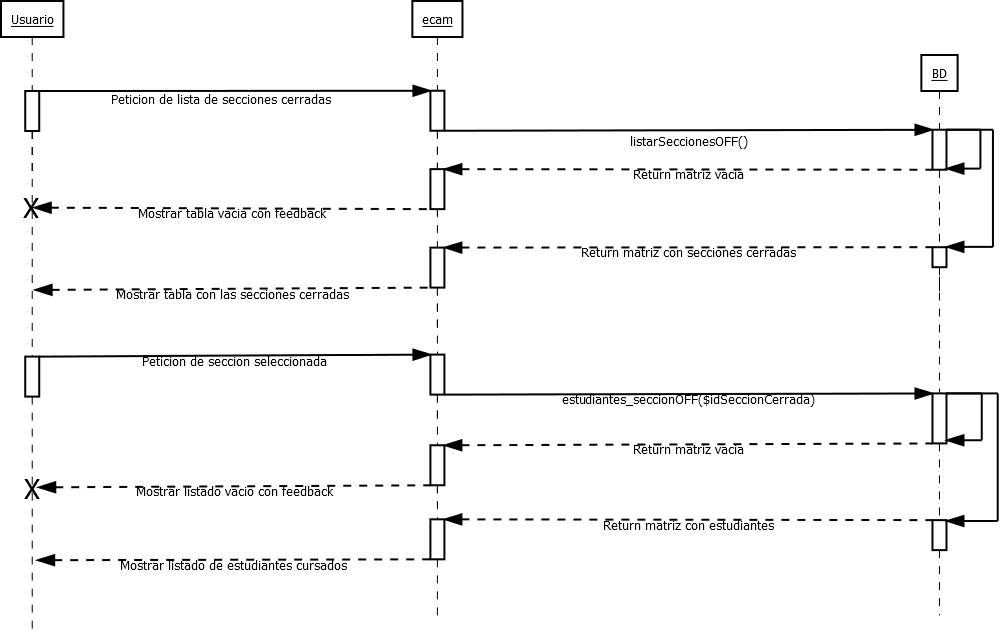 Usuario
ecam
BD
Peticion de lista de secciones cerradas
listarSeccionesOFF()
Return matriz vacia
Mostrar tabla vacia con feedback
Return matriz con secciones cerradas
Mostrar tabla con las secciones cerradas
Peticion de seccion seleccionada
estudiantes_seccionOFF($idSeccionCerrada)
Return matriz vacia
Mostrar listado vacio con feedback
Return matriz con estudiantes
Mostrar listado de estudiantes cursados